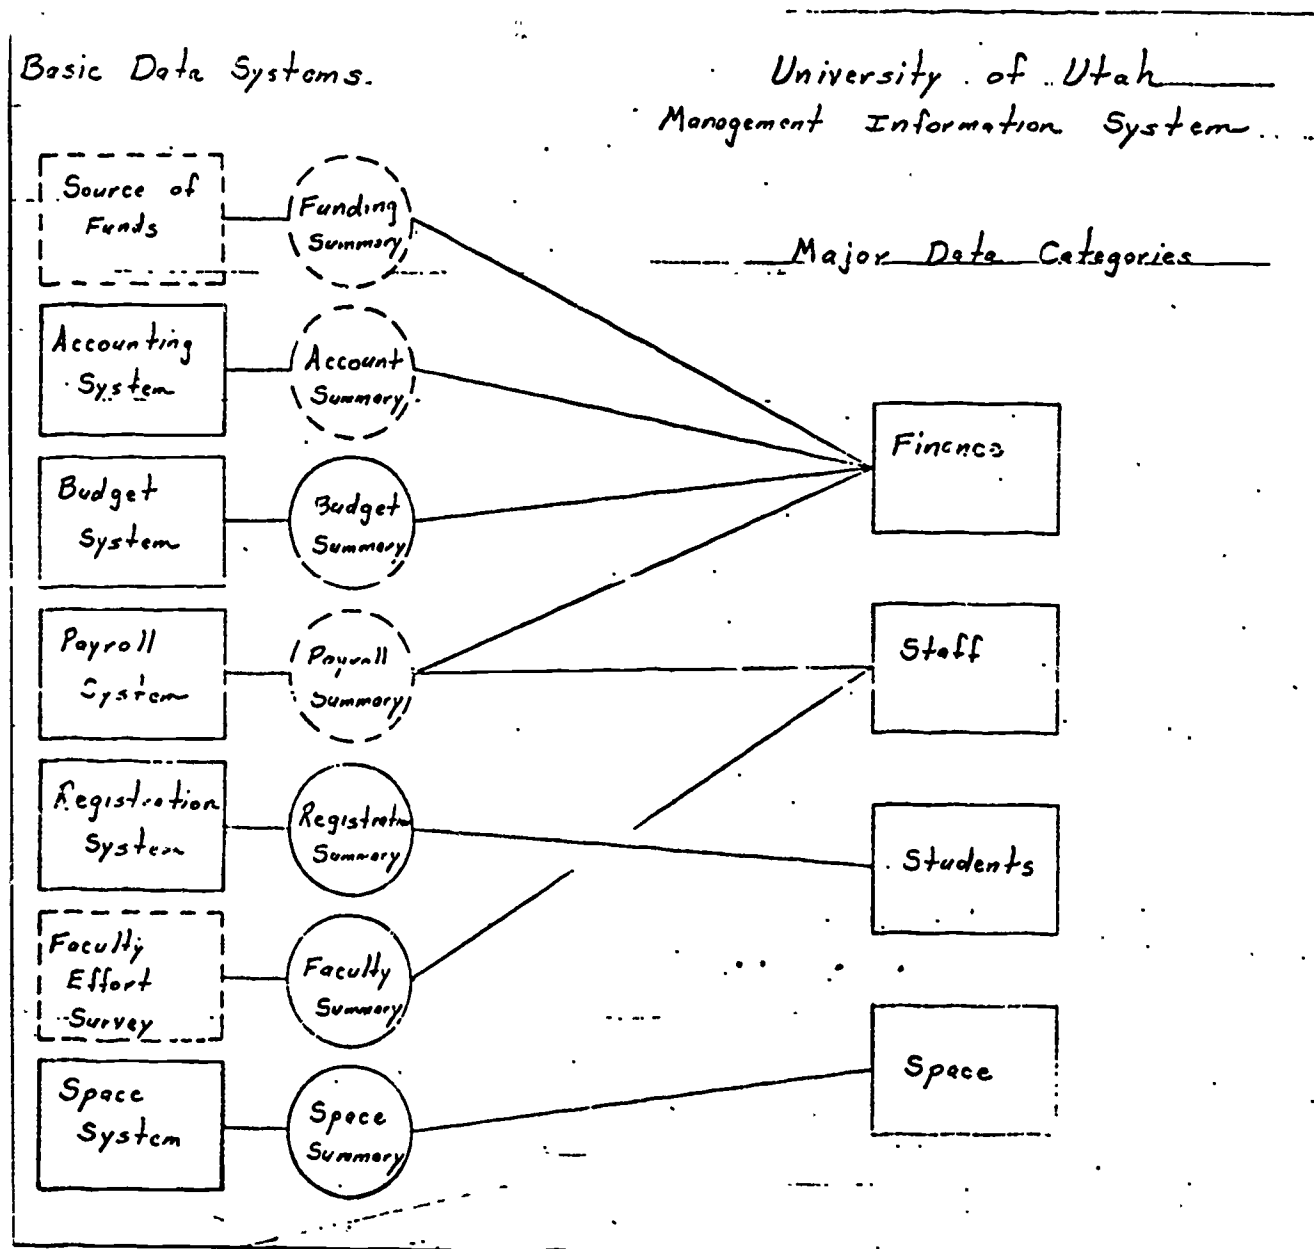 Basic Data Systems.
University of Utah
Management Information System
Source of
Funds
Funding
Summary
Major Data Categories
Accounting
System
Account
Summary
Finance
Budget
System
Budget
Summary
Payroll
System
Payroll
Summary
Staff
Registration
System
Registration
Summary
Students
Faculty
Effort
Survey
Faculty
Summary
Space
System
Space
Summary
Space